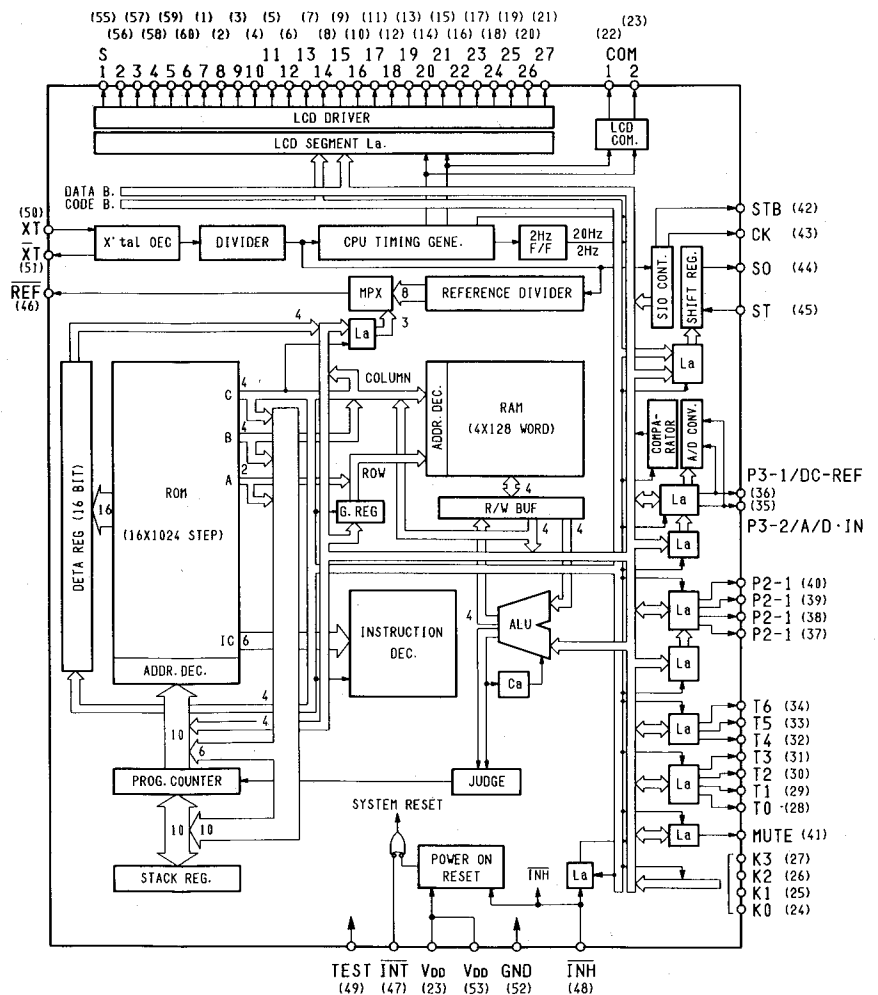 (55) (57) (59) (1) (3) (5) (7) (9) (11) (13) (15) (17) (19) (21)
(56) (58) (60) (2) (4) (6) (8) (10) (12) (14) (16) (18) (20)
(22) (23)
S 11 13 15 17 19 21 23 25 27
1 2 3 4 5 6 7 8 9 10 12 14 16 18 20 22 24 26
COM
1 2
LCD DRIVER
LCD SEGMENT La.
LCD COM.
DATA B.
CODE B.
(50)
XT
XT
(51)
REF
(46)
X'tal OEC
DIVIDER
CPU TIMING GENE.
2Hz F/F
20Hz
2Hz
MPX
8
REFERENCE DIVIDER
4
La
3
SIO CONT.
SHIFT REG.
STB (42)
CK (43)
SO (44)
ST (45)
La
DETA REG (16 BIT)
16
ROM
(16X1024 STEP)
C 4
B 4
A 2
IC 6
ADDR. DEC.
COLUMN
ROW
G.REG
ADDR. DEC.
RAM
(4X128 WORD)
4
R/W BUF
4 4
COMPA-
RATOR
A/D CONV.
P3-1/DC-REF
(36)
(35)
P3-2/A/D·IN
La
La
INSTRUCTION
DEC.
4
ALU
Ca
La
P2-1 (40)
P2-1 (39)
P2-1 (38)
P2-1 (37)
La
4
4
10
6
PROG. COUNTER
10 10
STACK REG.
JUDGE
SYSTEM RESET
POWER ON
RESET
INH
La
La
T6 (34)
T5 (33)
T4 (32)
La
T3 (31)
T2 (30)
T1 (29)
T0 (28)
La
MUTE (41)
K3 (27)
K2 (26)
K1 (25)
K0 (24)
TEST INT VDD VDD GND INH
(49) (47) (23) (53) (52) (48)